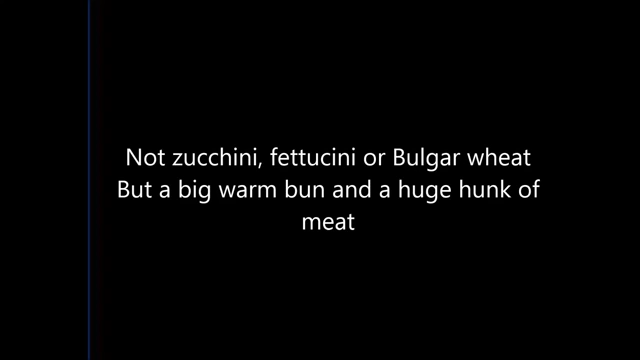 Not zucchini, fettucini or Bulgar wheat
But a big warm bun and a huge hunk of
meat